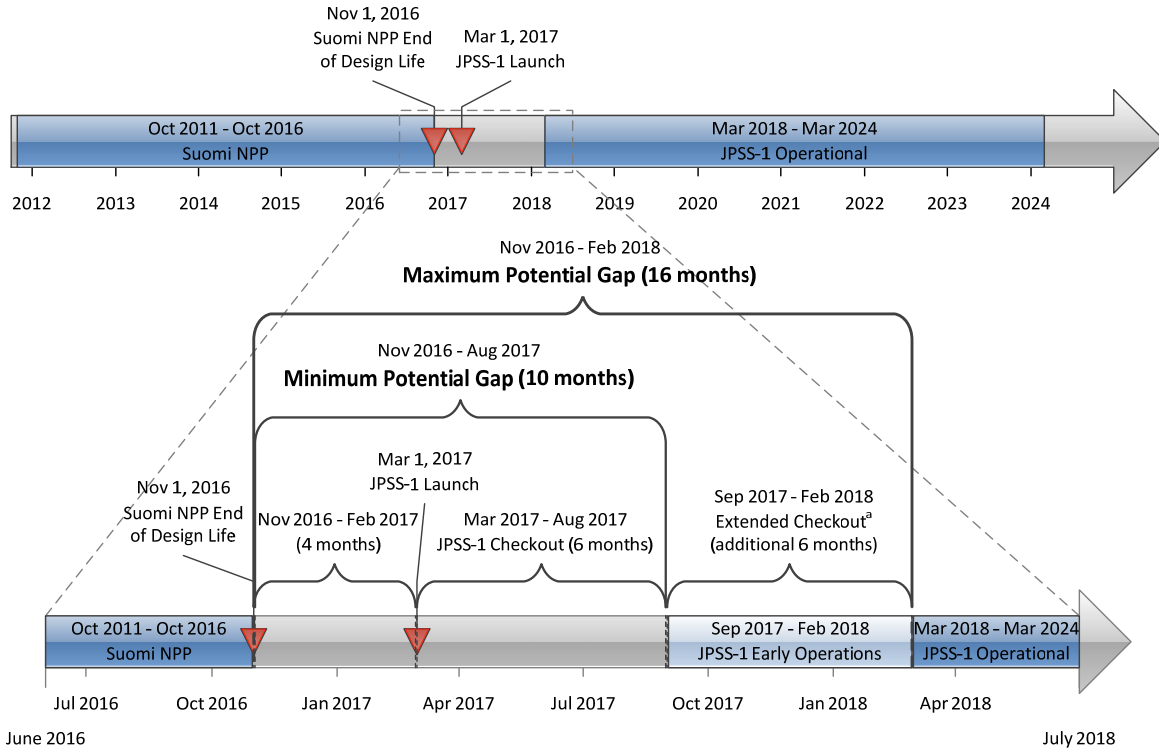 Nov 1, 2016
Suomi NPP End
of Design Life
Mar 1, 2017
JPSS-1 Launch
Oct 2011 - Oct 2016
Suomi NPP
Mar 2018 - Mar 2024
JPSS-1 Operational
2012 2013 2014 2015 2016 2017 2018 2019 2020 2021 2022 2023 2024
Nov 2016 - Feb 2018
Maximum Potential Gap (16 months)
Nov 2016 - Aug 2017
Minimum Potential Gap (10 months)
Nov 1, 2016
Suomi NPP End
of Design Life
Mar 1, 2017
JPSS-1 Launch
Nov 2016 - Feb 2017
(4 months)
Mar 2017 - Aug 2017
JPSS-1 Checkout (6 months)
Sep 2017 - Feb 2018
Extended Checkoutᵃ
(additional 6 months)
Oct 2011 - Oct 2016
Suomi NPP
Sep 2017 - Feb 2018
JPSS-1 Early Operations
Mar 2018 - Mar 2024
JPSS-1 Operational
Jul 2016 Oct 2016 Jan 2017 Apr 2017 Jul 2017 Oct 2017 Jan 2018 Apr 2018
June 2016 July 2018